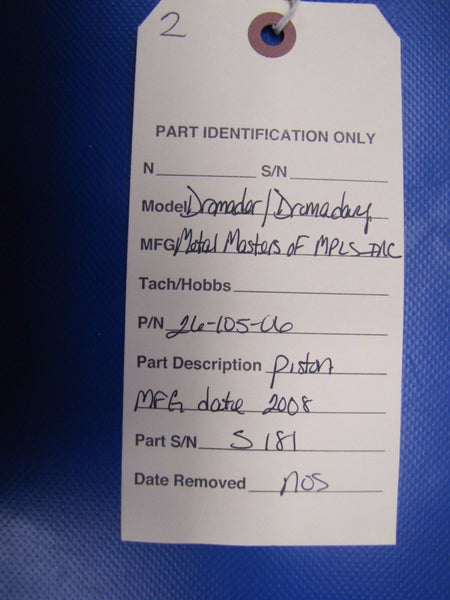 2
PART IDENTIFICATION ONLY
N S/N
Model Dromader/Dromadary
MFG Metal Masters of MPLS INC
Tach/Hobbs
P/N 26-105-06
Part Description piston
MFG date 2008
Part S/N S 181
Date Removed NOS